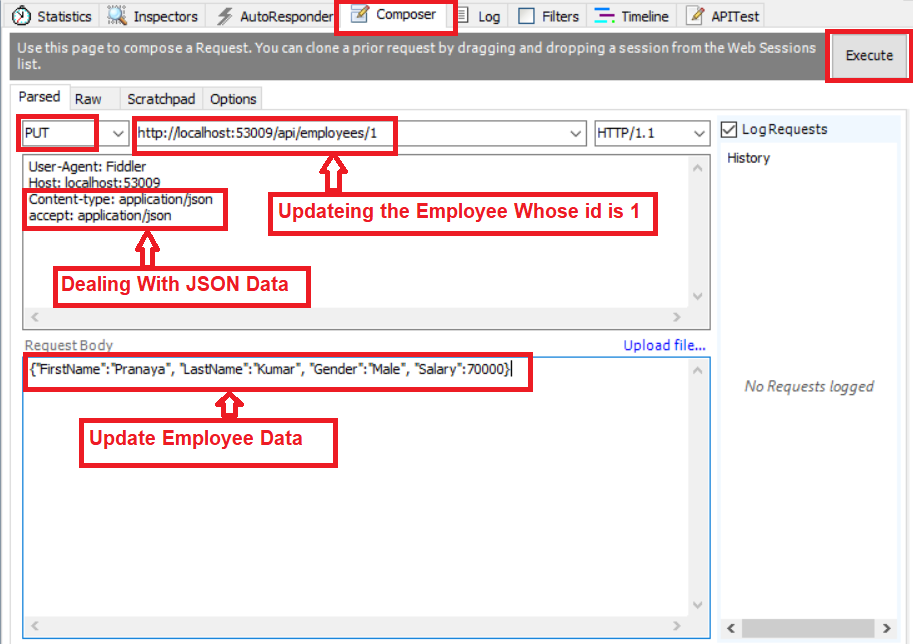 Statistics Inspectors AutoResponder Composer Log Filters Timeline APITest
Use this page to compose a Request. You can clone a prior request by dragging and dropping a session from the Web Sessions
list.
Execute
Parsed Raw Scratchpad Options
PUT http://localhost:53009/api/employees/1 HTTP/1.1
Log Requests
History
User-Agent: Fiddler
Host: localhost:53009
Content-type: application/json
accept: application/json
Updateing the Employee Whose id is 1
Dealing With JSON Data
Request Body Upload file...
{"FirstName":"Pranaya", "LastName":"Kumar", "Gender":"Male", "Salary":70000}
No Requests logged
Update Employee Data